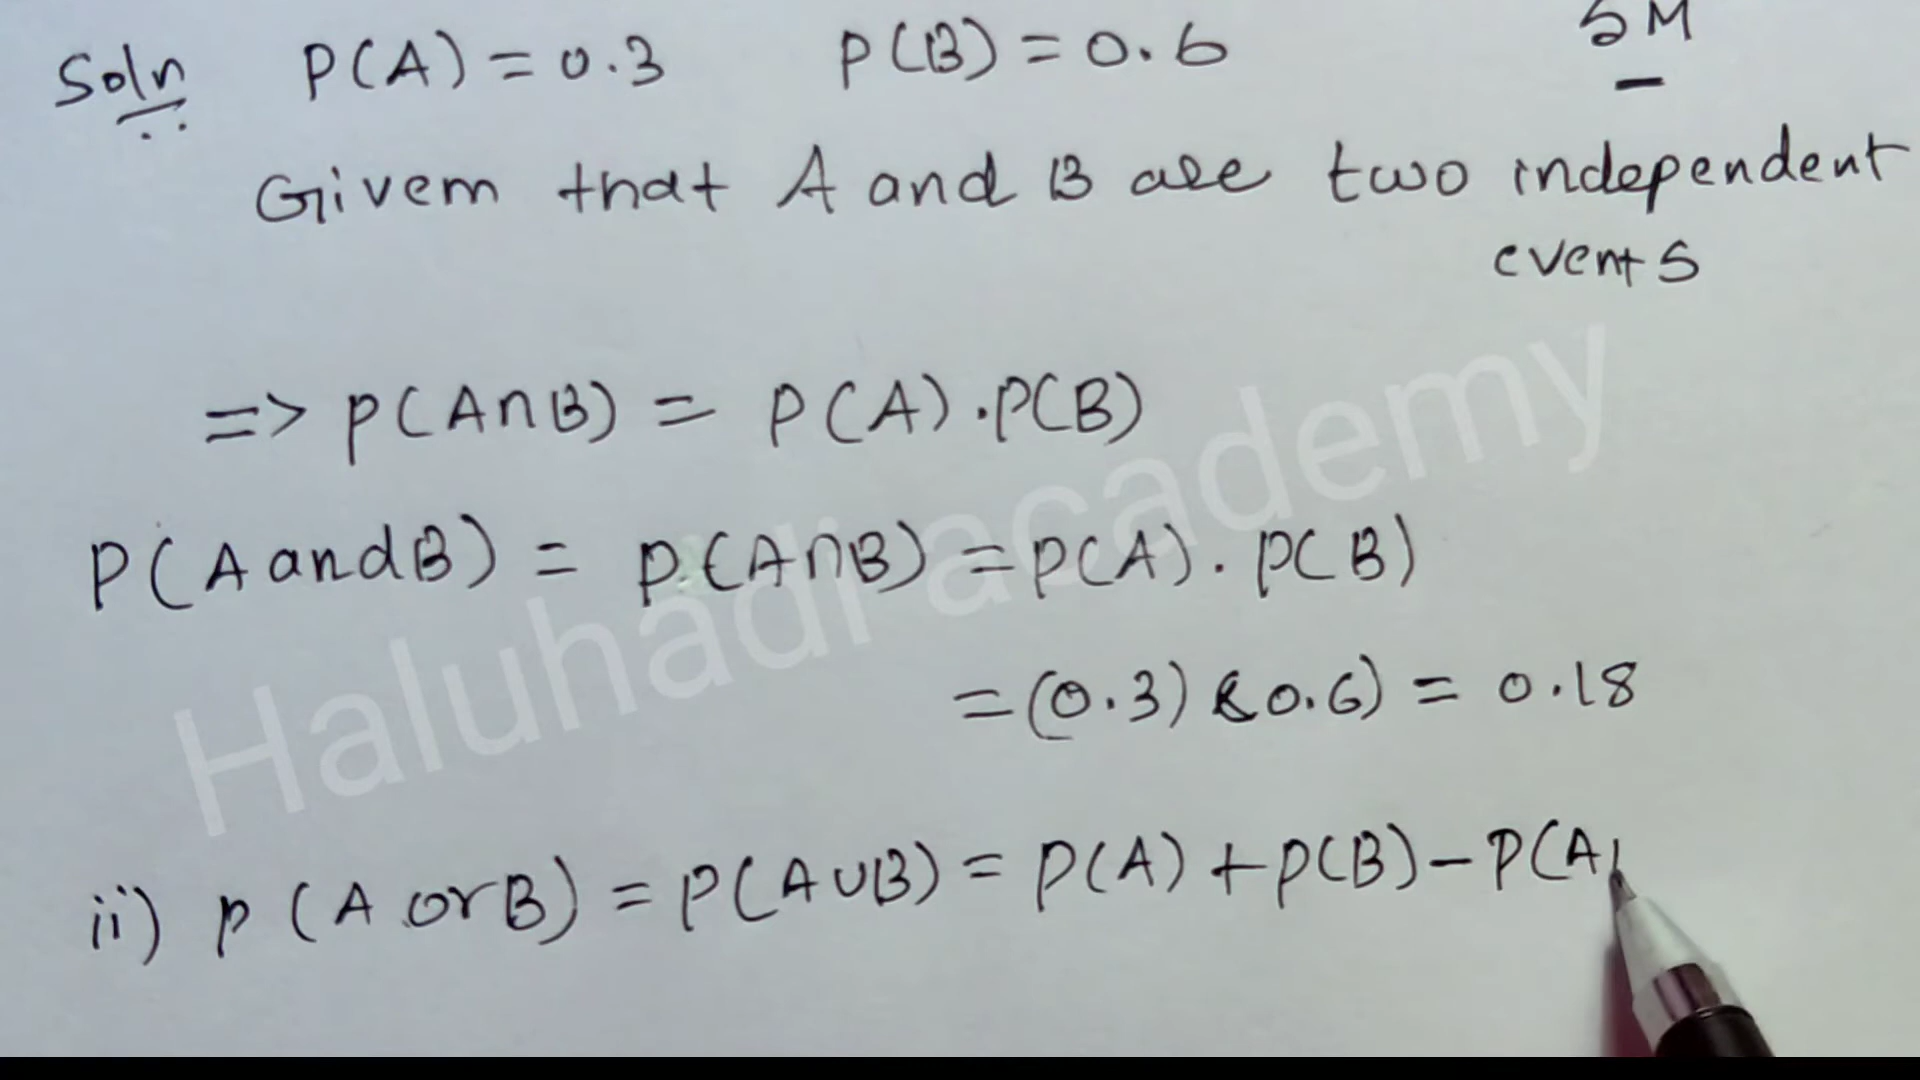 5M
Soln P(A) = 0.3 P(B) = 0.6
Givem that A and B are two independent
events
=> P(A∩B) = P(A).P(B)
P(A and B) = P.(A∩B) = P(A).P(B)
= (0.3) (0.6) = 0.18
ii) P(A or B) = P(A∪B) = P(A) + P(B) - P(A
Haluhadi academy